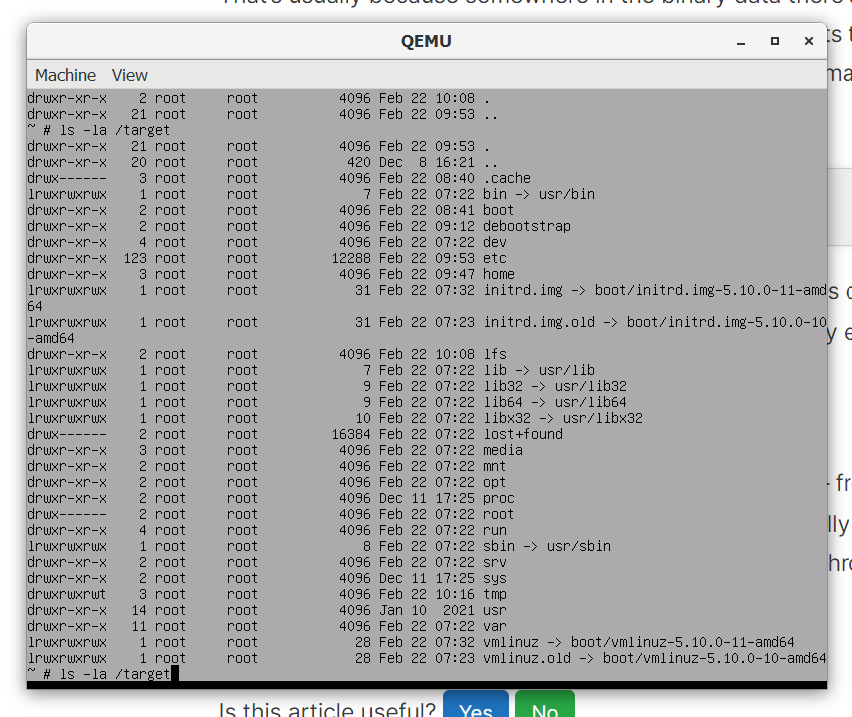 That's usually because somewhere in the binary data there
QEMU
ts t
Machine View
ma
drwxr-xr-x 2 root root 4096 Feb 22 10:08 .
drwxr-xr-x 21 root root 4096 Feb 22 09:53 ..
~ # ls -la /target
drwxr-xr-x 21 root root 4096 Feb 22 09:53 .
drwxr-xr-x 20 root root 420 Dec 8 16:21 ..
drwx------ 3 root root 4096 Feb 22 08:40 .cache
lrwxrwxrwx 1 root root 7 Feb 22 07:22 bin -> usr/bin
drwxr-xr-x 2 root root 4096 Feb 22 08:41 boot
drwxr-xr-x 2 root root 4096 Feb 22 09:12 debootstrap
drwxr-xr-x 4 root root 4096 Feb 22 07:22 dev
drwxr-xr-x 123 root root 12288 Feb 22 09:53 etc
drwxr-xr-x 3 root root 4096 Feb 22 09:47 home
lrwxrwxrwx 1 root root 31 Feb 22 07:32 initrd.img -> boot/initrd.img-5.10.0-11-amd
64
s
lrwxrwxrwx 1 root root 31 Feb 22 07:23 initrd.img.old -> boot/initrd.img-5.10.0-10
-amd64
y e
drwxr-xr-x 2 root root 4096 Feb 22 10:08 lfs
lrwxrwxrwx 1 root root 7 Feb 22 07:22 lib -> usr/lib
lrwxrwxrwx 1 root root 9 Feb 22 07:22 lib32 -> usr/lib32
lrwxrwxrwx 1 root root 9 Feb 22 07:22 lib64 -> usr/lib64
lrwxrwxrwx 1 root root 10 Feb 22 07:22 libx32 -> usr/libx32
drwx------ 2 root root 16384 Feb 22 07:22 lost+found
drwxr-xr-x 3 root root 4096 Feb 22 07:22 media
drwxr-xr-x 2 root root 4096 Feb 22 07:22 mnt
drwxr-xr-x 2 root root 4096 Feb 22 07:22 opt
- fr
drwxr-xr-x 2 root root 4096 Dec 11 17:25 proc
drwx------ 2 root root 4096 Feb 22 07:22 root
drwxr-xr-x 4 root root 4096 Feb 22 07:22 run
lly
lrwxrwxrwx 1 root root 8 Feb 22 07:22 sbin -> usr/sbin
drwxr-xr-x 2 root root 4096 Feb 22 07:22 srv
hro
drwxr-xr-x 2 root root 4096 Dec 11 17:25 sys
drwxrwxrwt 3 root root 4096 Feb 22 10:16 tmp
drwxr-xr-x 14 root root 4096 Jan 10 2021 usr
drwxr-xr-x 11 root root 4096 Feb 22 07:22 var
lrwxrwxrwx 1 root root 28 Feb 22 07:32 vmlinuz -> boot/vmlinuz-5.10.0-11-amd64
lrwxrwxrwx 1 root root 28 Feb 22 07:23 vmlinuz.old -> boot/vmlinuz-5.10.0-10-amd64
~ # ls -la /target
Is this article useful? Yes No